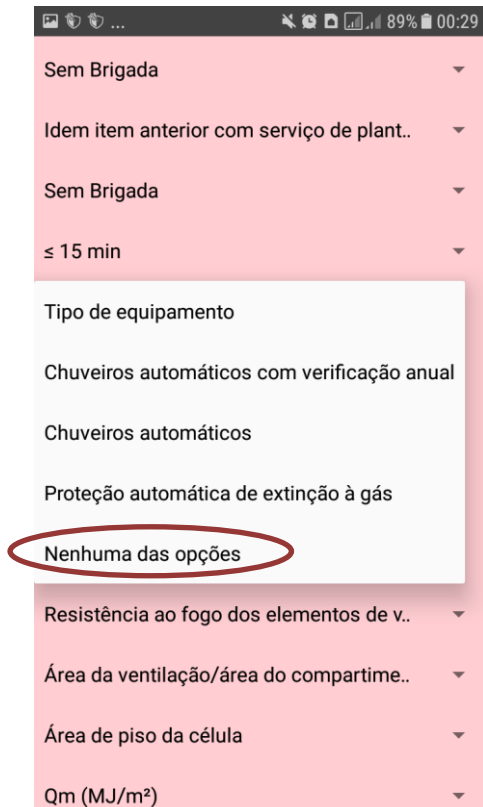 ... 89% 00:29
Sem Brigada
Idem item anterior com serviço de plant..
Sem Brigada
≤ 15 min
Tipo de equipamento
Chuveiros automáticos com verificação anual
Chuveiros automáticos
Proteção automática de extinção à gás
Nenhuma das opções
Resistência ao fogo dos elementos de v..
Área da ventilação/área do compartime..
Área de piso da célula
Qm (MJ/m²)